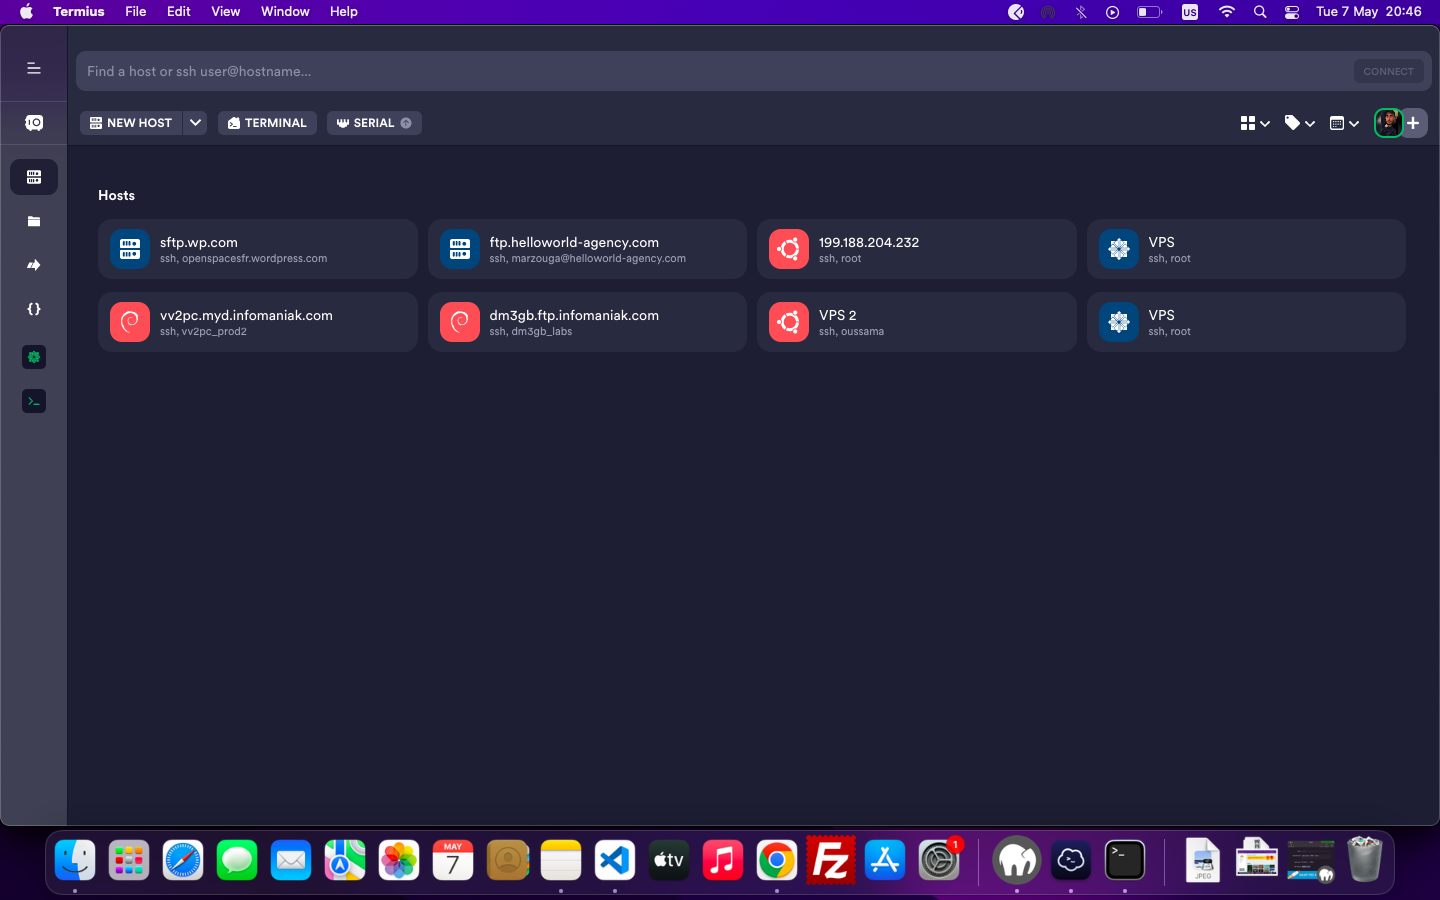 Termius File Edit View Window Help US Tue 7 May 20:46
Find a host or ssh user@hostname... CONNECT
NEW HOST TERMINAL SERIAL
Hosts
sftp.wp.com
ssh, openspacesfr.wordpress.com
ftp.helloworld-agency.com
ssh, marzouga@helloworld-agency.com
199.188.204.232
ssh, root
VPS
ssh, root
vv2pc.myd.infomaniak.com
ssh, vv2pc_prod2
dm3gb.ftp.infomaniak.com
ssh, dm3gb_labs
VPS 2
ssh, oussama
VPS
ssh, root
MAY
7
tv
Fz
1
JPEG